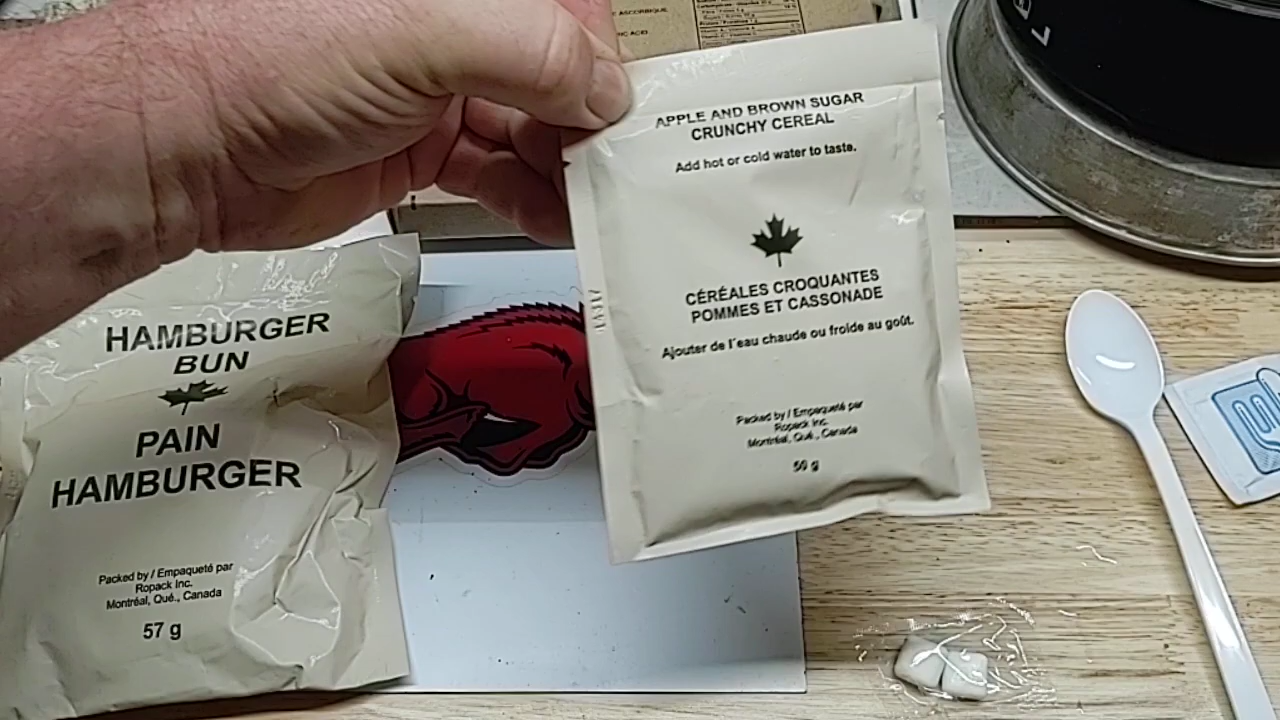 ASCORBIQUE,
APPLE AND BROWN SUGAR
CRUNCHY CEREAL
Add hot or cold water to taste.
CÉRÉALES CROQUANTES
POMMES ET CASSONADE
Ajouter de l'eau chaude ou froide au goût.
Packed by / Empaqueté par
Ropack Inc.
Montréal, Qué., Canada
HAMBURGER
BUN
PAIN
HAMBURGER
Packed by / Empaqueté par
Ropack Inc.
Montréal, Qué., Canada
57 g